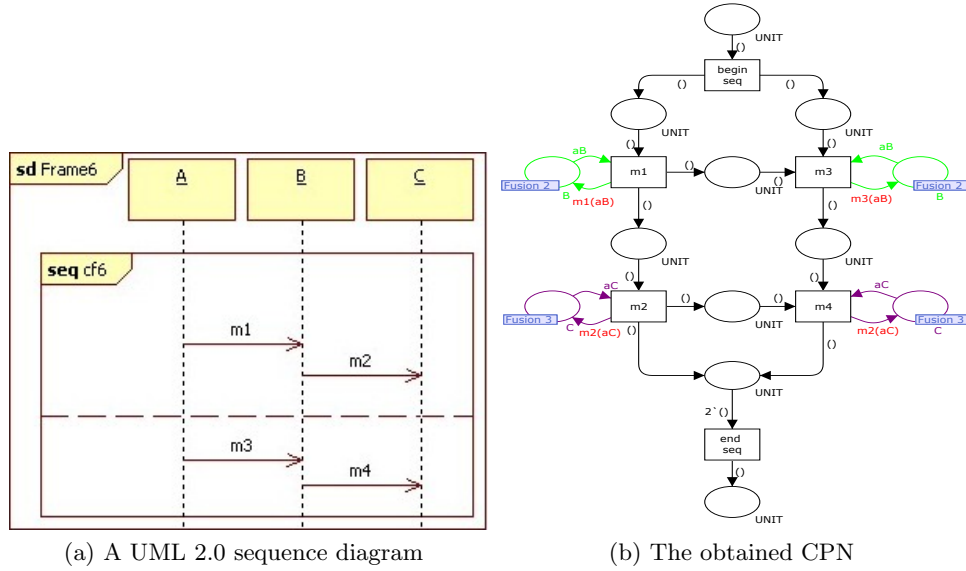 sd Frame6
A
B
C
seq cf6
m1
m2
m3
m4
(a) A UML 2.0 sequence diagram
UNIT
()
begin
seq
()
()
UNIT
UNIT
()
()
aB
m1
()
()
UNIT
m3
aB
Fusion 2
B
m1(aB)
m3(aB)
Fusion 2
B
()
()
UNIT
UNIT
()
()
aC
m2
()
()
UNIT
m4
aC
Fusion 3
C
m2(aC)
m2(aC)
Fusion 3
C
()
()
UNIT
2`()
end
seq
()
UNIT
(b) The obtained CPN